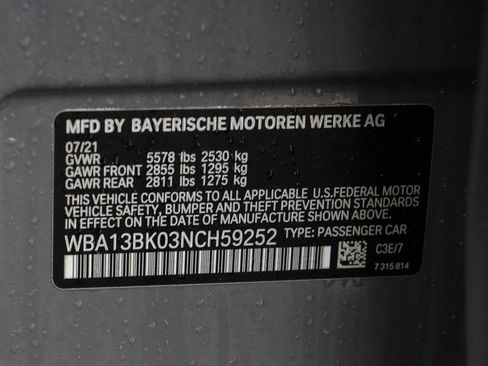 MFD BY BAYERISCHE MOTOREN WERKE AG
07/21
GVWR 5578 lbs 2530 kg
GAWR FRONT 2855 lbs 1295 kg
GAWR REAR 2811 lbs 1275 kg
THIS VEHICLE CONFORMS TO ALL APPLICABLE U.S.FEDERAL MOTOR
VEHICLE SAFETY, BUMPER AND THEFT PREVENTION STANDARDS
IN EFFECT ON THE DATE OF MANUFACTURE SHOWN ABOVE.
WBA13BK03NCH59252 TYPE: PASSENGER CAR
C3E/7
7 315 814